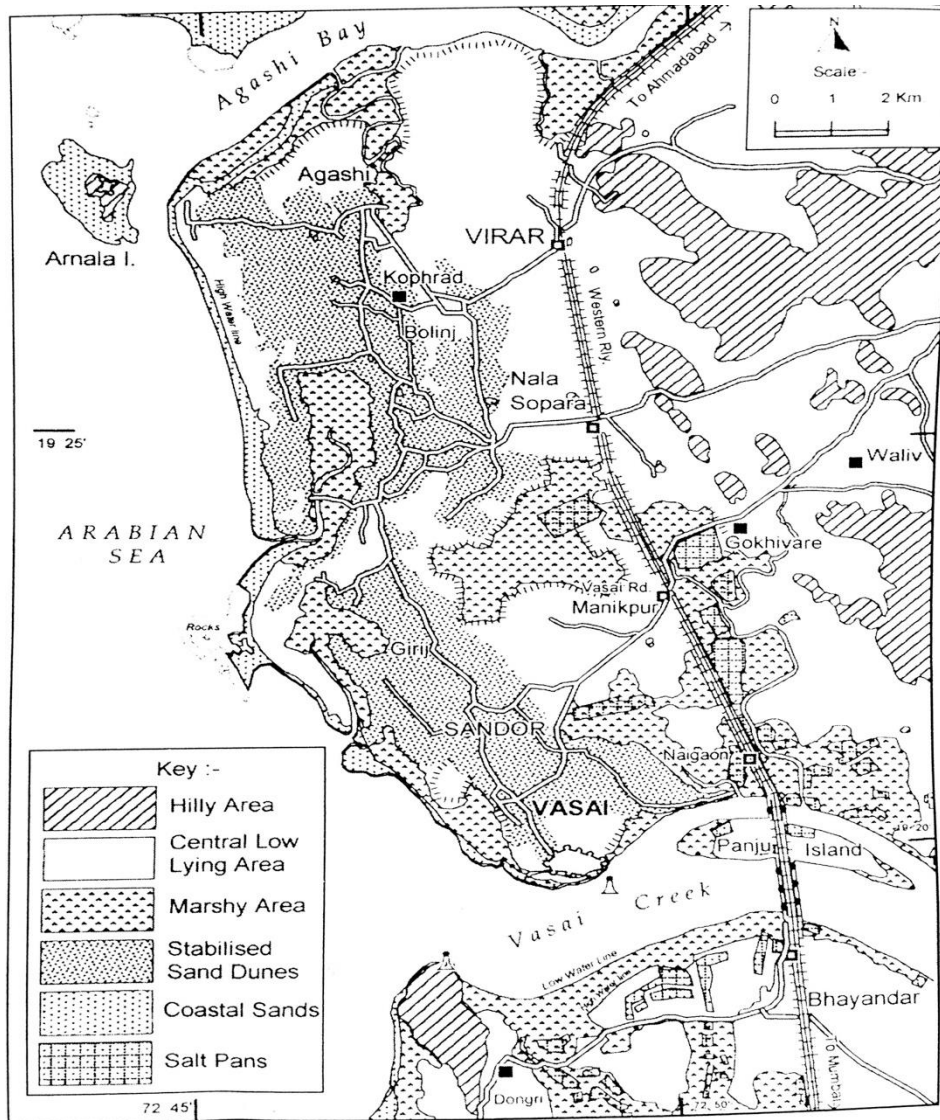 Agashi Bay
To Ahmadabad
N
Scale:-
0 1 2 Km
Agashi
Arnala I.
VIRAR
Kophrad
High Water line
Bolinj
Western Rly.
Nala
Sopara
19 25'
Waliv
ARABIAN
SEA
Gokhivare
Vasai Rd.
Manikpur
Rocks
Girij
SANDOR
Naigaon
Key :-
Hilly Area
VASAI
19 20
Central Low
Lying Area
Panju Island
Marshy Area
Vasai Creek
Stabilised
Sand Dunes
Low Water Line
Coastal Sands
Bhayandar
Salt Pans
To Mumbai
Dongri
72 45'
72 50'